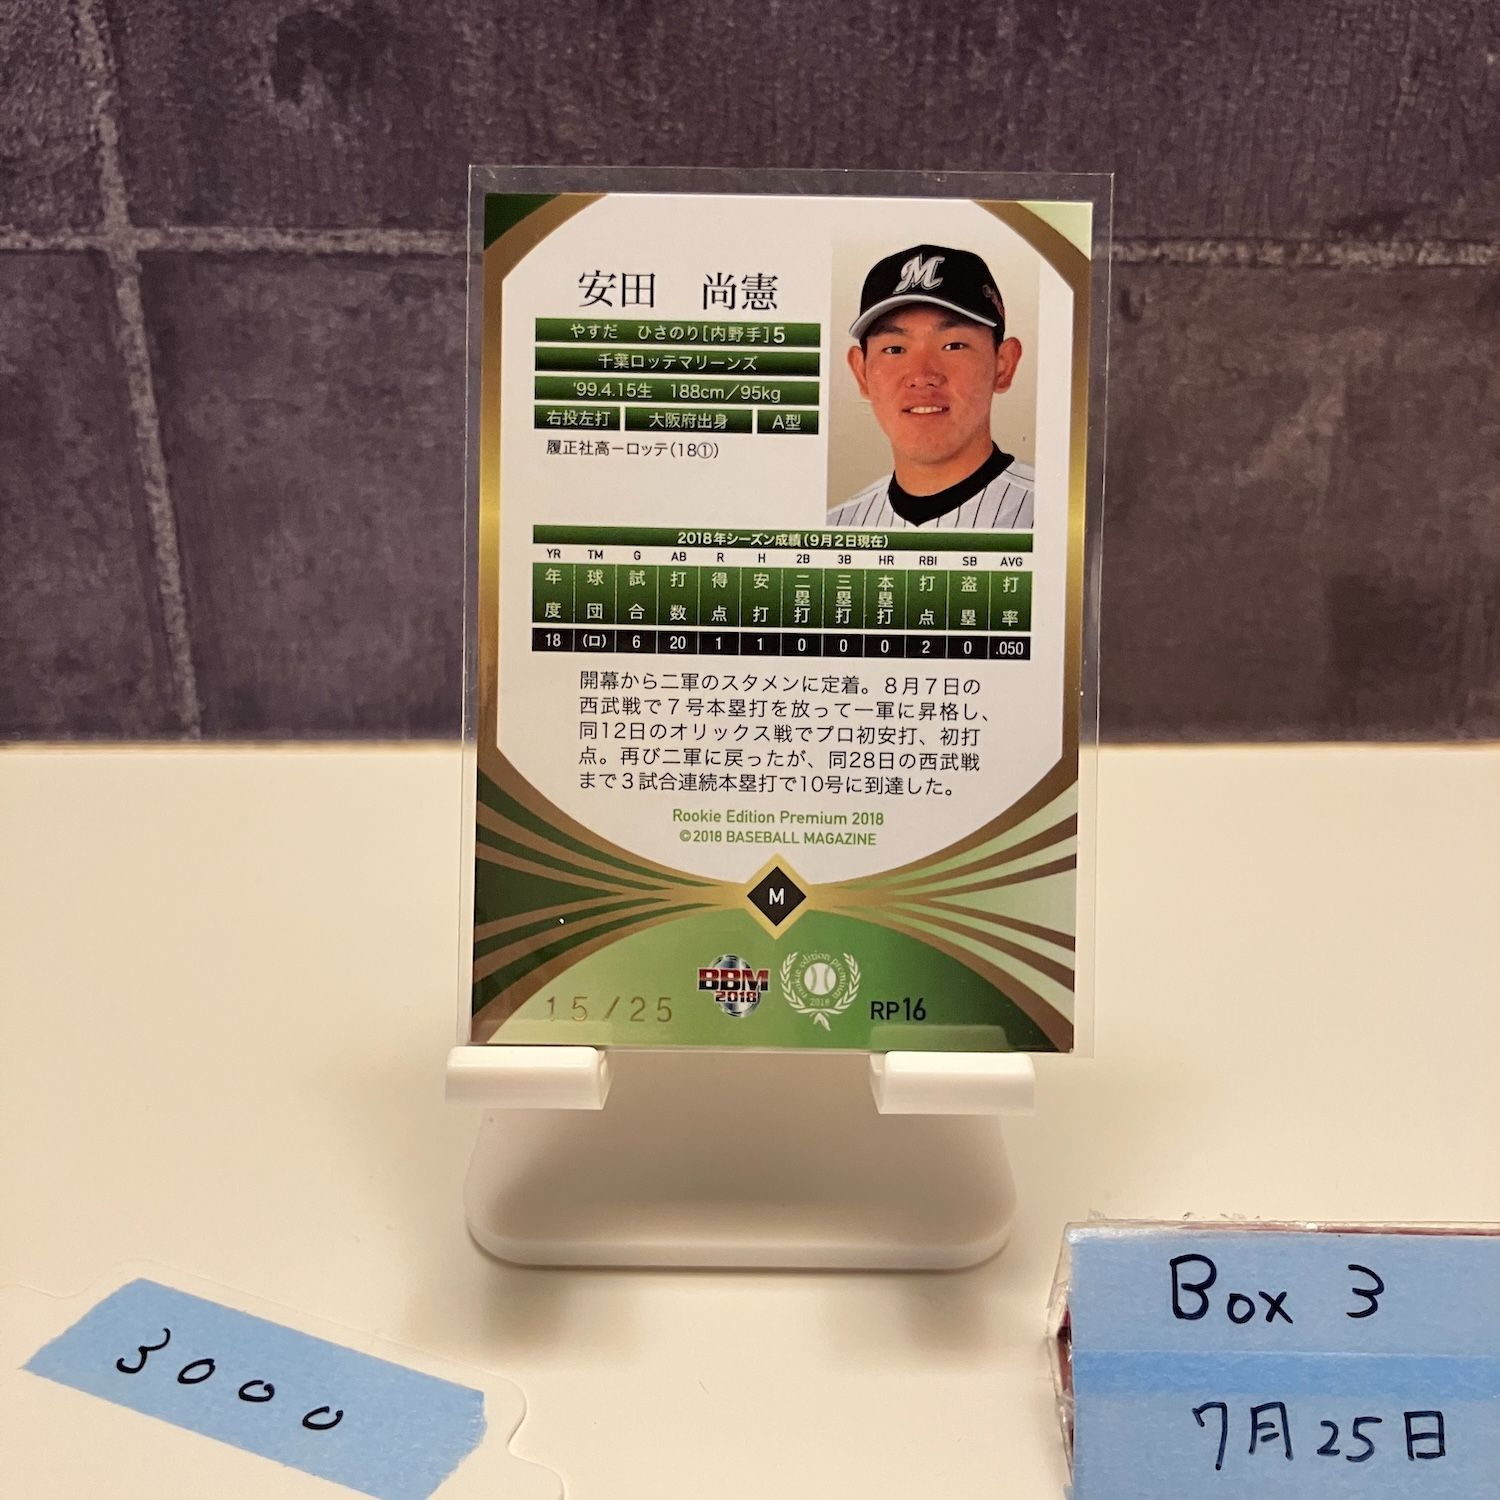 M
安田 尚憲
やすだ ひさのり[内野手]5
千葉ロッテマリーンズ
'99.4.15生 188cm/95kg
右投左打 大阪府出身 A型
履正社高ーロッテ(18①)
2018年シーズン成績(9月2日現在)
YR TM G AB R H 2B 3B HR RBI SB AVG
年度 球団 試合 打数 得点 安打 二塁打 三塁打 本塁打 打点 盗塁 打率
18 (ロ) 6 20 1 1 0 0 0 2 0 .050
開幕から二軍のスタメンに定着。8月7日の
西武戦で7号本塁打を放って一軍に昇格し、
同12日のオリックス戦でプロ初安打、初打
点。再び二軍に戻ったが、同28日の西武戦
まで3試合連続本塁打で10号に到達した。
Rookie Edition Premium 2018
©2018 BASEBALL MAGAZINE
M
BBM
2018
rookie edition premium
2018
15/25
RP16
3000
Box 3
7月25日